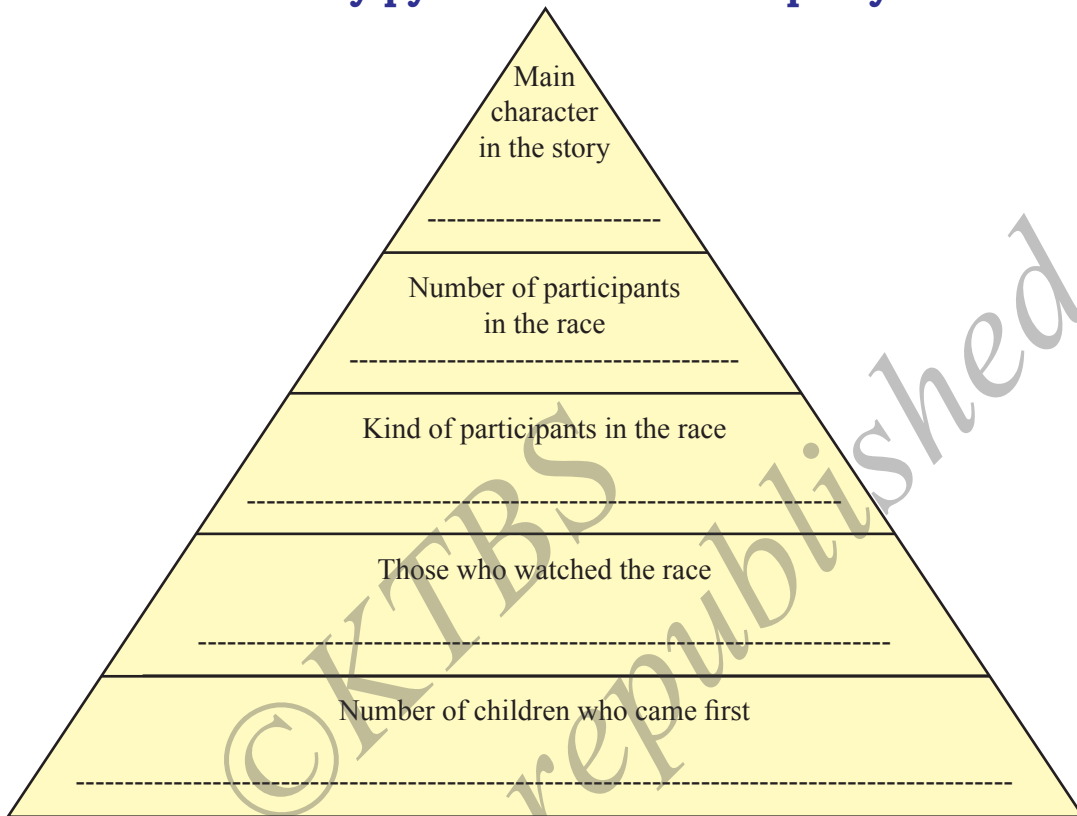 Main
character
in the story
------------------------
Number of participants
in the race
----------------------------------------
Kind of participants in the race
-------------------------------------------------------------
Those who watched the race
-----------------------------------------------------------------------
Number of children who came first
------------------------------------------------------------------------------------------------
©KTBS
republished